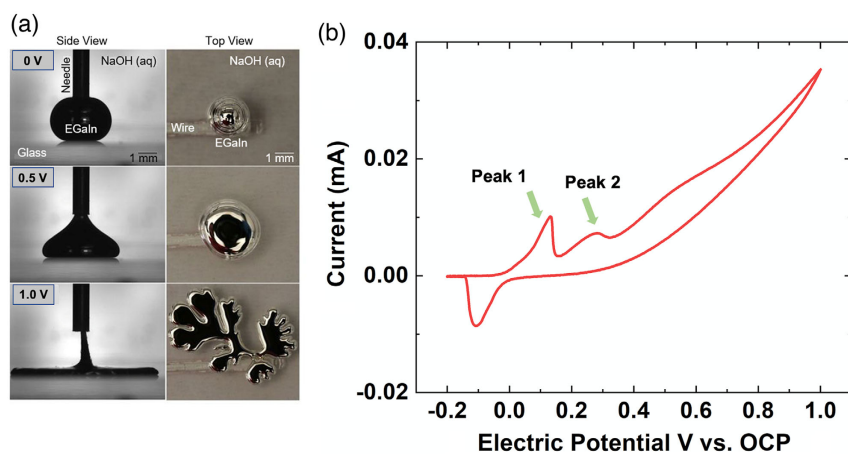 (a)
Side View
Top View
0 V
Needle
NaOH (aq)
EGaIn
Glass
1 mm
NaOH (aq)
Wire
EGaIn
1 mm
0.5 V
1.0 V
(b)
0.04
0.02
0.00
-0.02
Current (mA)
Peak 1
Peak 2
-0.2 0.0 0.2 0.4 0.6 0.8 1.0
Electric Potential V vs. OCP